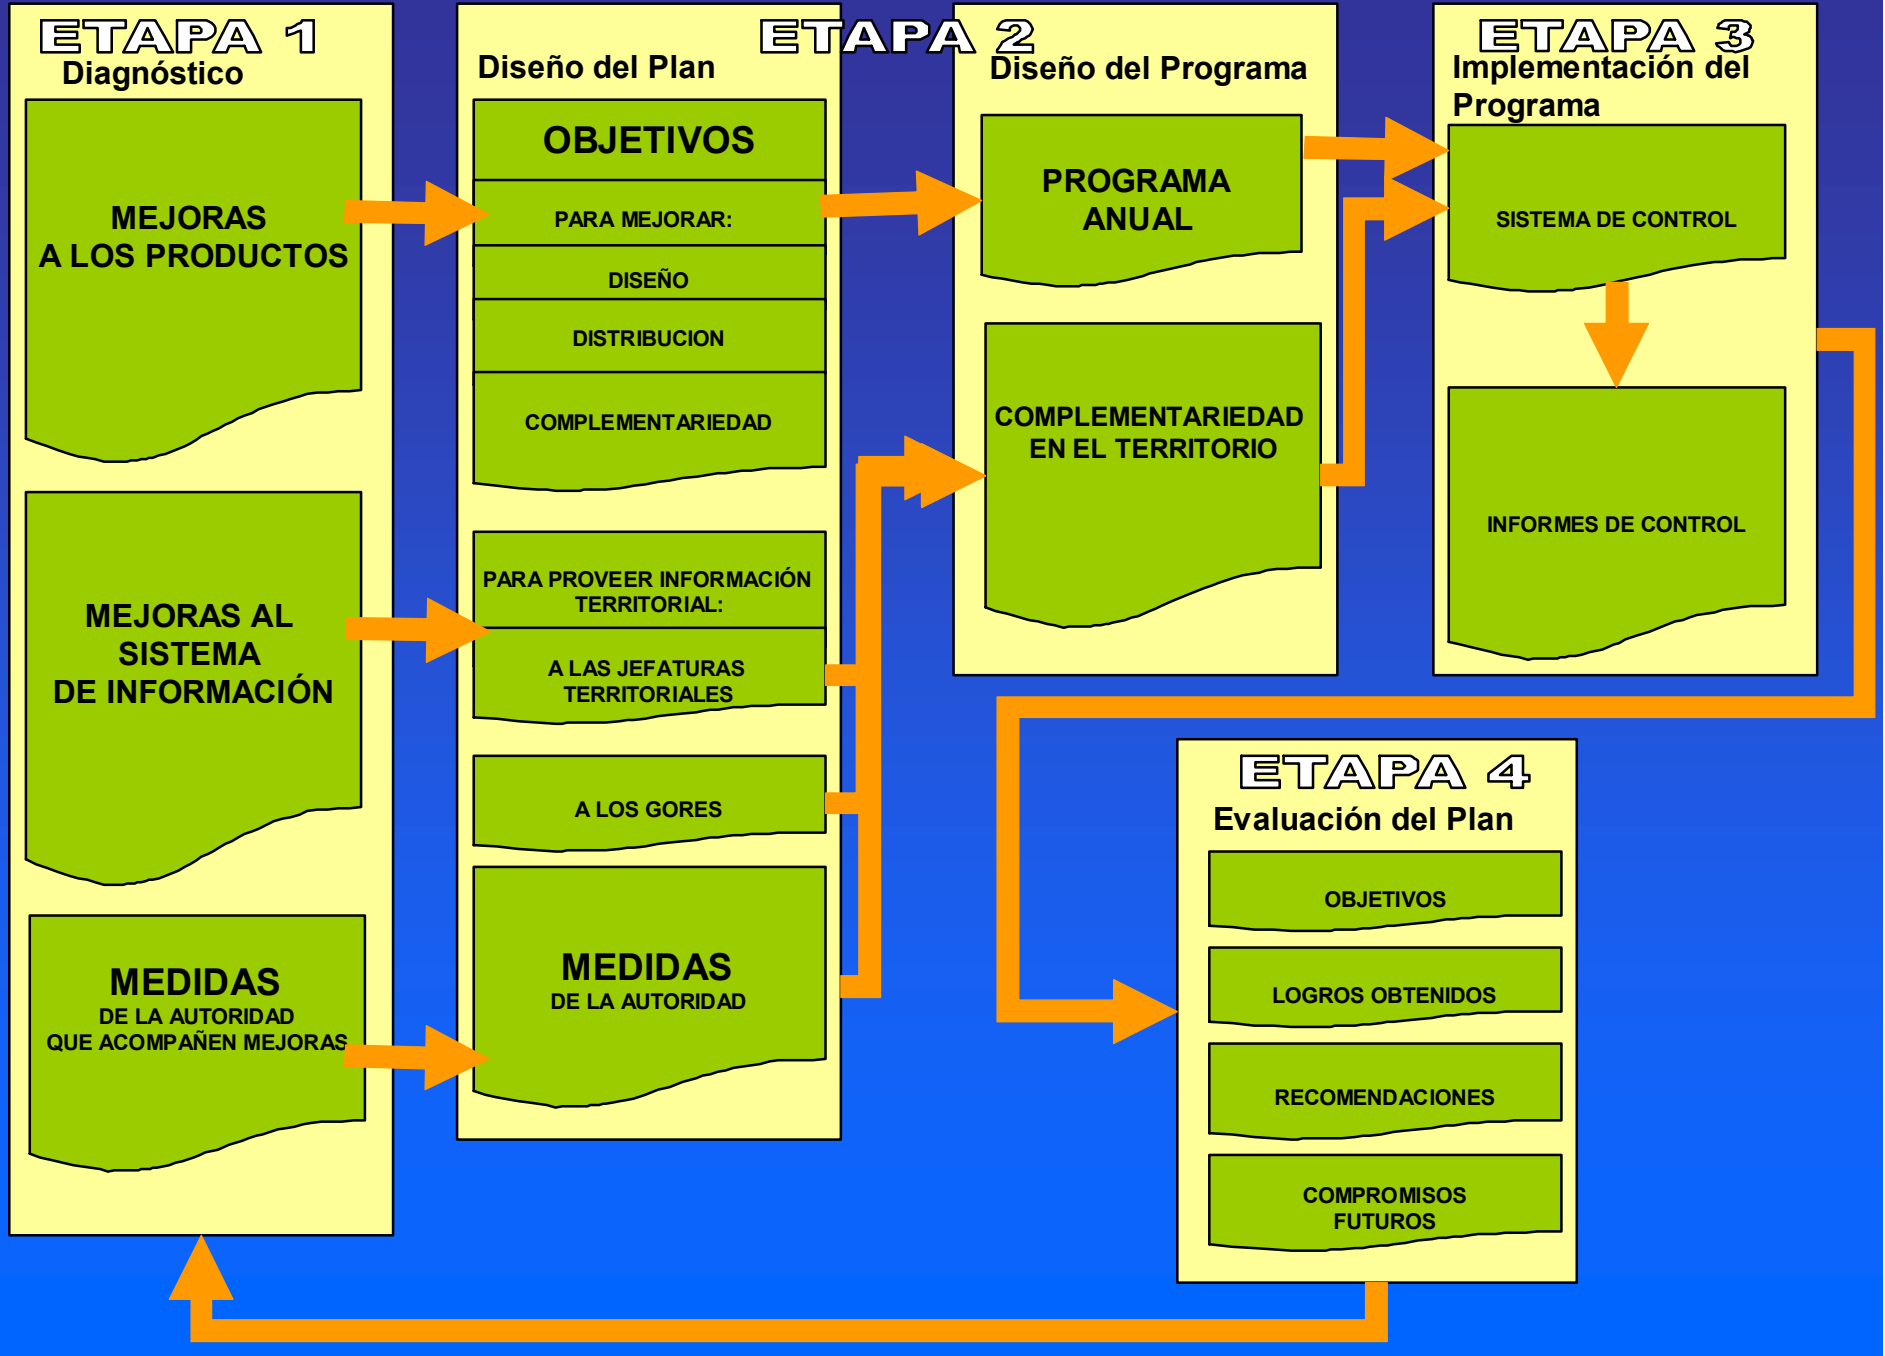 ETAPA 1
Diagnóstico
MEJORAS
A LOS PRODUCTOS
MEJORAS AL
SISTEMA
DE INFORMACIÓN
MEDIDAS
DE LA AUTORIDAD
QUE ACOMPAÑEN MEJORAS
ETAPA 2
Diseño del Plan
OBJETIVOS
PARA MEJORAR:
DISEÑO
DISTRIBUCION
COMPLEMENTARIEDAD
PARA PROVEER INFORMACIÓN
TERRITORIAL:
A LAS JEFATURAS
TERRITORIALES
A LOS GORES
MEDIDAS
DE LA AUTORIDAD
Diseño del Programa
PROGRAMA
ANUAL
COMPLEMENTARIEDAD
EN EL TERRITORIO
ETAPA 3
Implementación del
Programa
SISTEMA DE CONTROL
INFORMES DE CONTROL
ETAPA 4
Evaluación del Plan
OBJETIVOS
LOGROS OBTENIDOS
RECOMENDACIONES
COMPROMISOS
FUTUROS